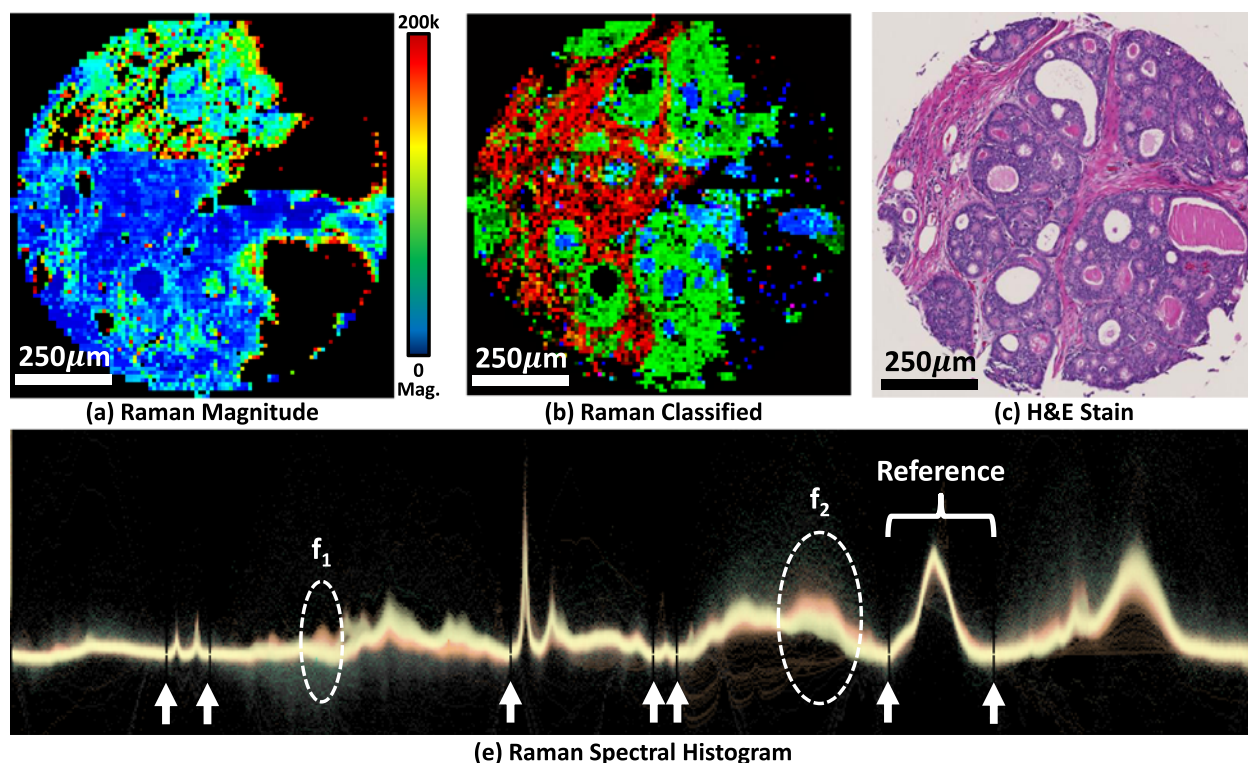 200k
0
Mag.
250μm
250μm
250μm
(a) Raman Magnitude
(b) Raman Classified
(c) H&E Stain
f₁
f₂
Reference
(e) Raman Spectral Histogram